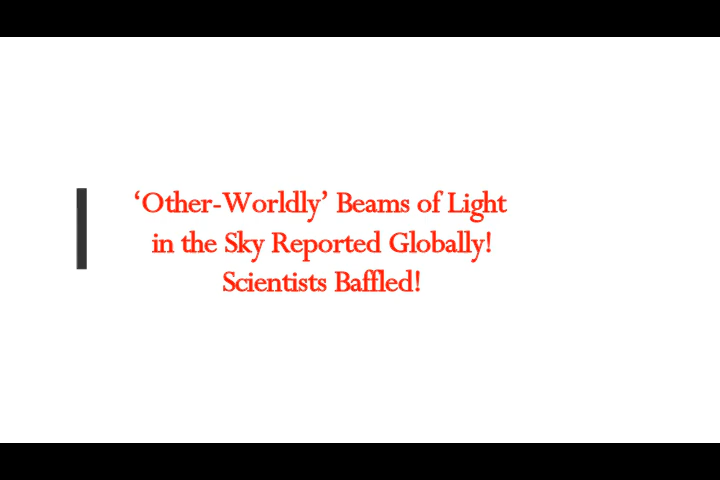 ‘Other-Worldly’ Beams of Light
in the Sky Reported Globally!
Scientists Baffled!